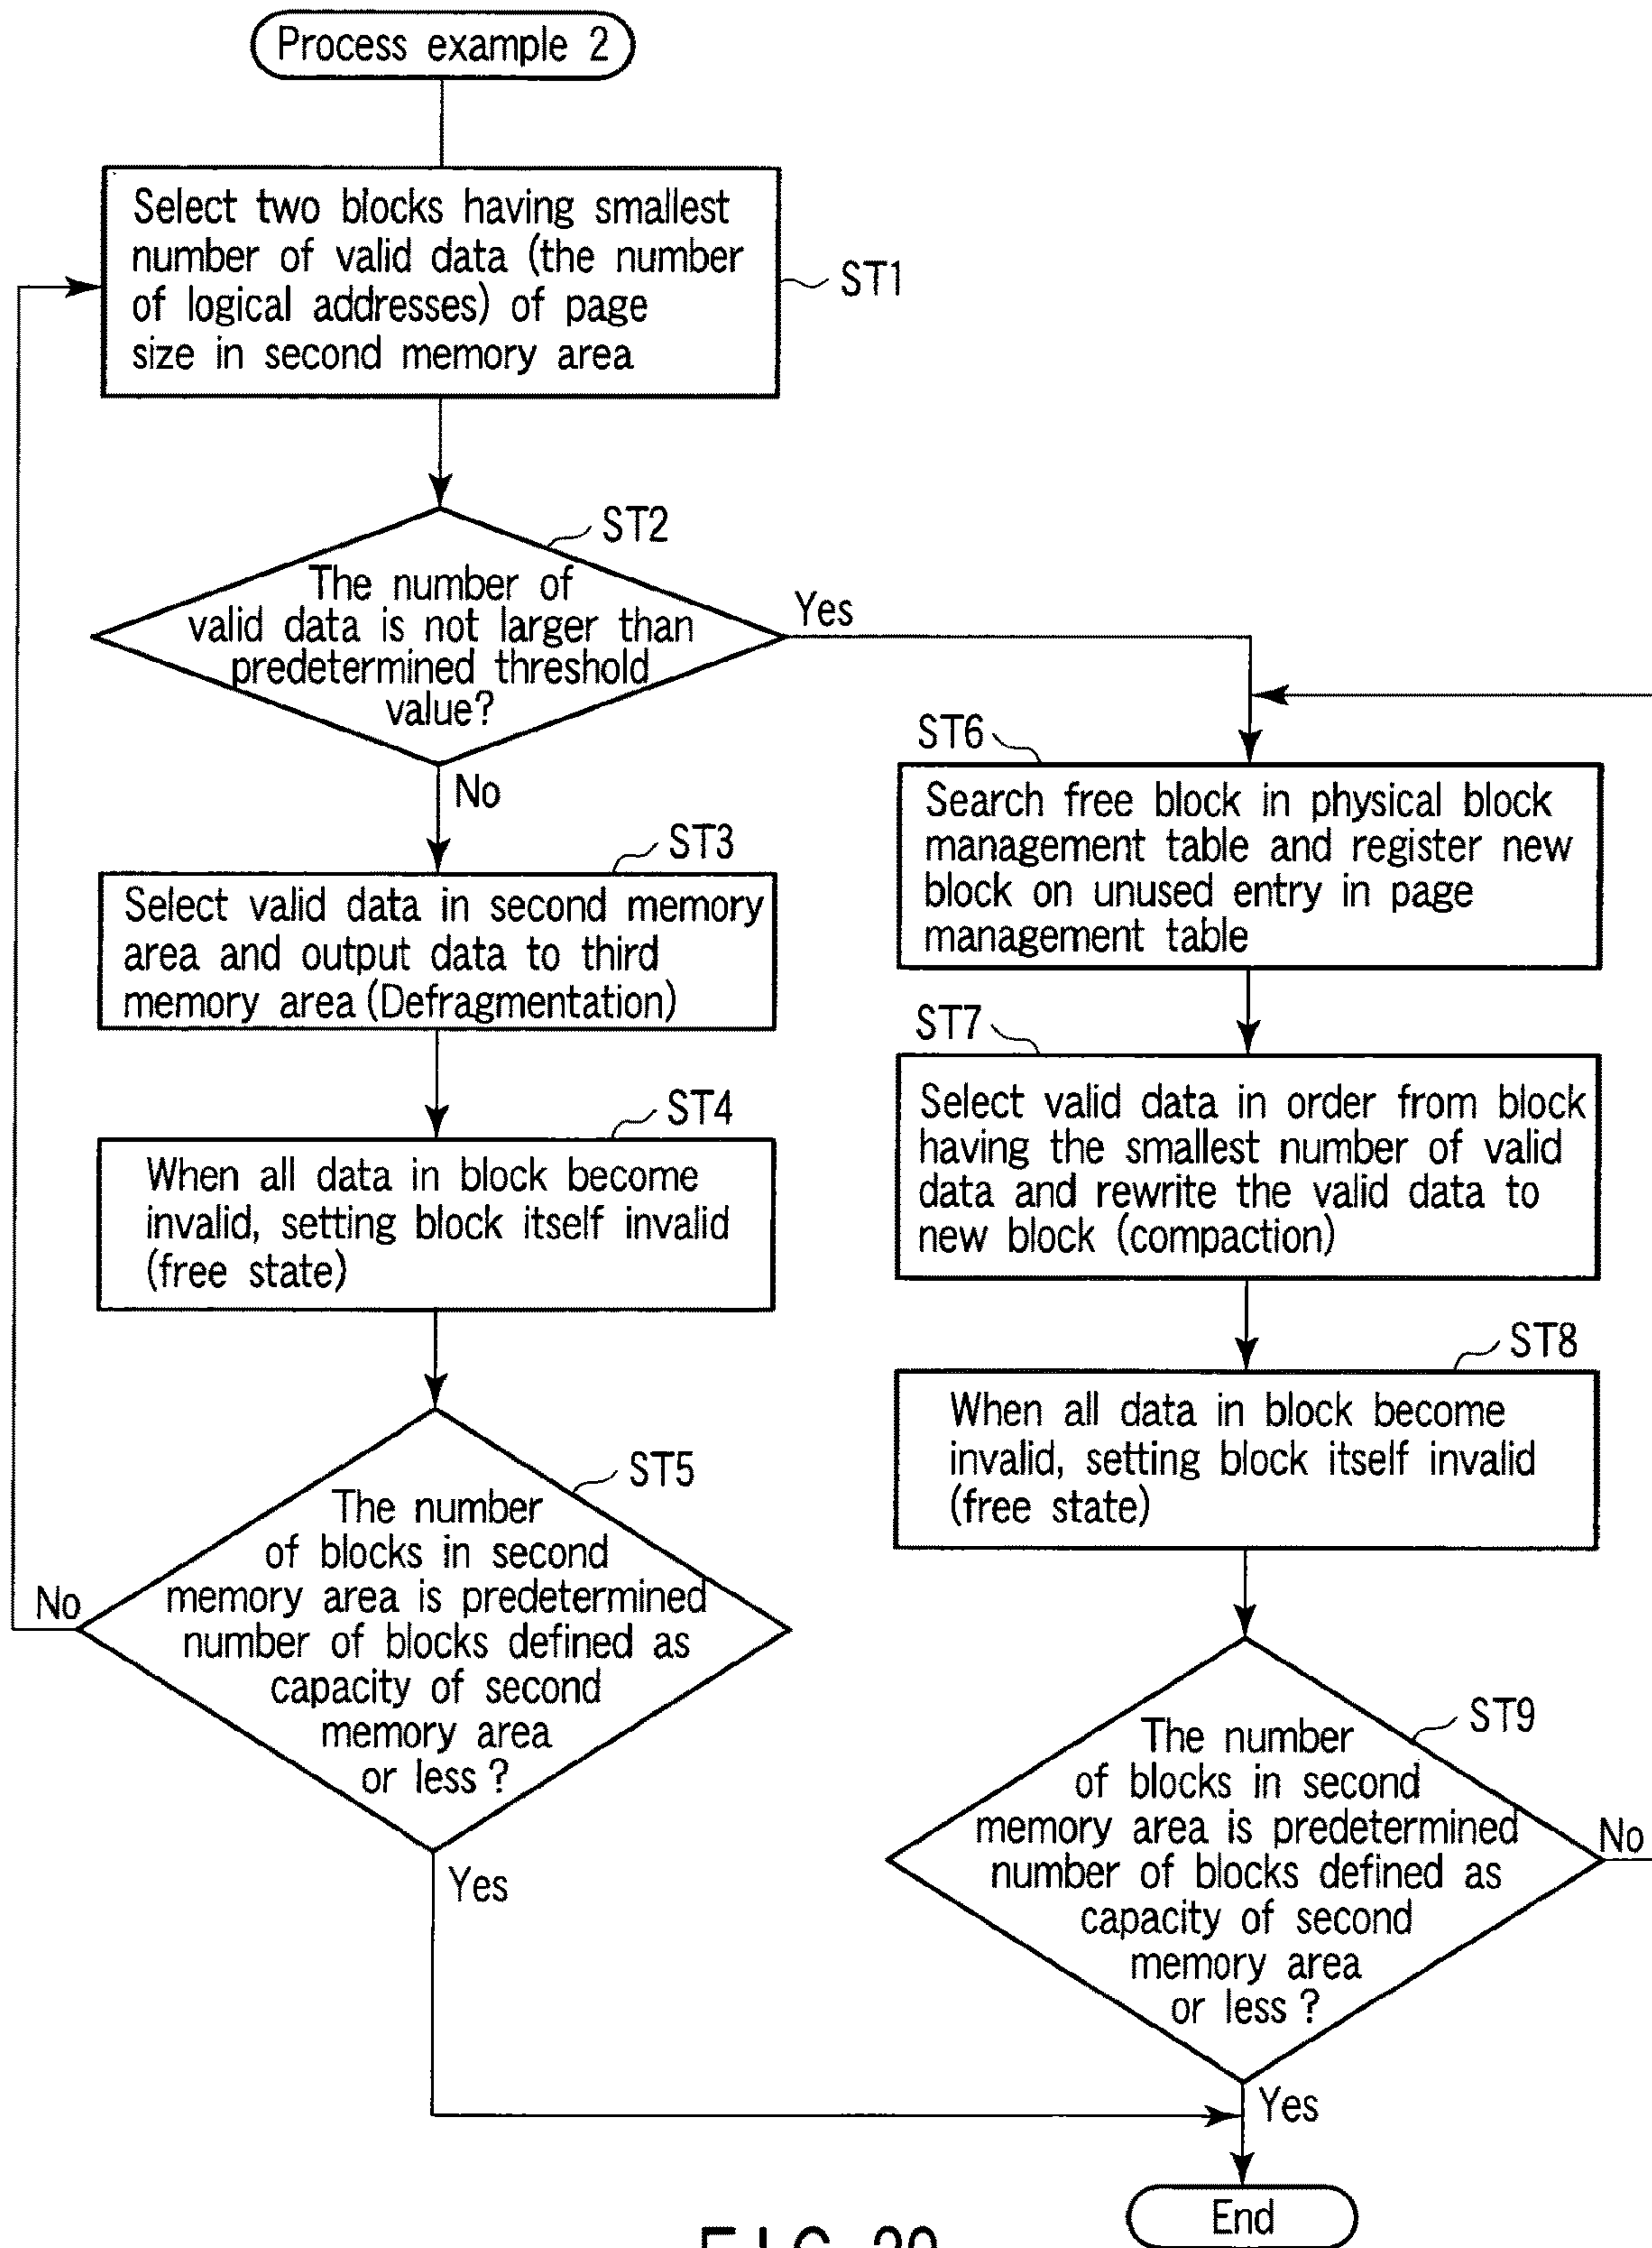 Process example 2
Select two blocks having smallest
number of valid data (the number
of logical addresses) of page
size in second memory area
ST1
ST2
The number of
valid data is not larger than
predetermined threshold
value?
Yes
No
ST3
Select valid data in second memory
area and output data to third
memory area (Defragmentation)
ST4
When all data in block become
invalid, setting block itself invalid
(free state)
ST5
The number
of blocks in second
memory area is predetermined
number of blocks defined as
capacity of second
memory area
or less?
No
Yes
ST6
Search free block in physical block
management table and register new
block on unused entry in page
management table
ST7
Select valid data in order from block
having the smallest number of valid
data and rewrite the valid data to
new block (compaction)
ST8
When all data in block become
invalid, setting block itself invalid
(free state)
ST9
The number
of blocks in second
memory area is predetermined
number of blocks defined as
capacity of second
memory area
or less?
No
Yes
End